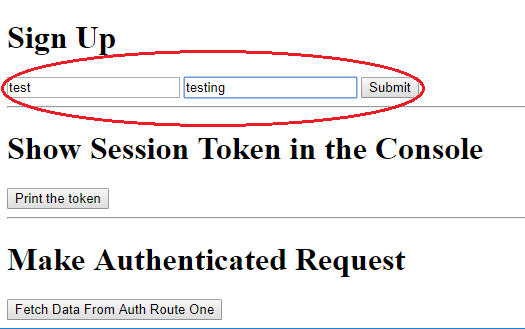 Sign Up
test testing Submit
Show Session Token in the Console
Print the token
Make Authenticated Request
Fetch Data From Auth Route One